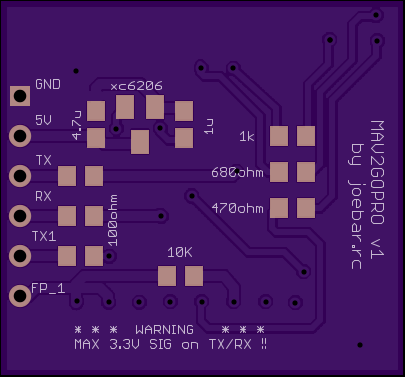 GND
xc6206
5V
4.7u
1u
1k
TX
680ohm
RX
470ohm
100ohm
TX1
10K
FP_1
MAV2GOPRO v1
by joebar.rc
* * * WARNING * * *
MAX 3.3V SIG on TX/RX !!